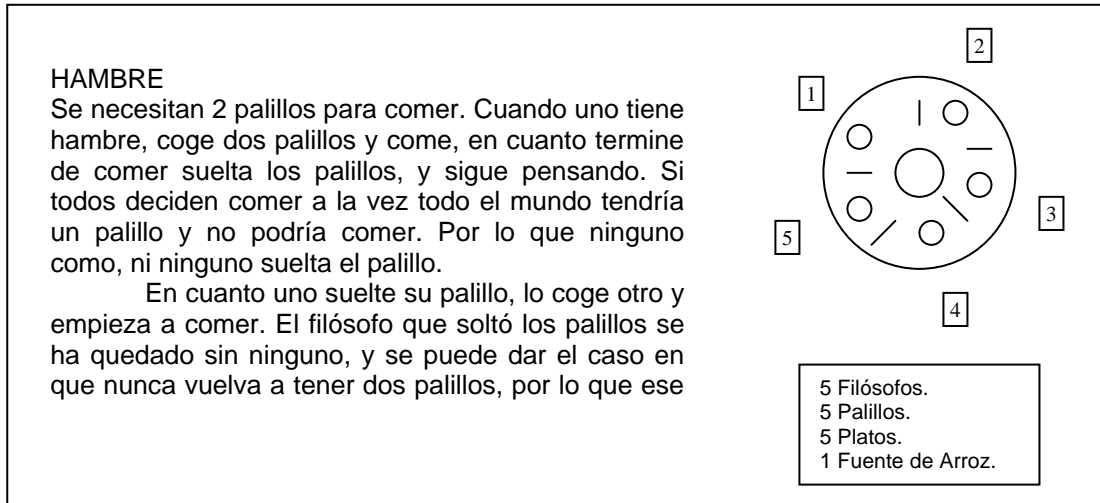 HAMBRE
Se necesitan 2 palillos para comer. Cuando uno tiene
hambre, coge dos palillos y come, en cuanto termine
de comer suelta los palillos, y sigue pensando. Si
todos deciden comer a la vez todo el mundo tendría
un palillo y no podría comer. Por lo que ninguno
como, ni ninguno suelta el palillo.
En cuanto uno suelte su palillo, lo coge otro y
empieza a comer. El filósofo que soltó los palillos se
ha quedado sin ninguno, y se puede dar el caso en
que nunca vuelva a tener dos palillos, por lo que ese
2
1
3
5
4
5 Filósofos.
5 Palillos.
5 Platos.
1 Fuente de Arroz.